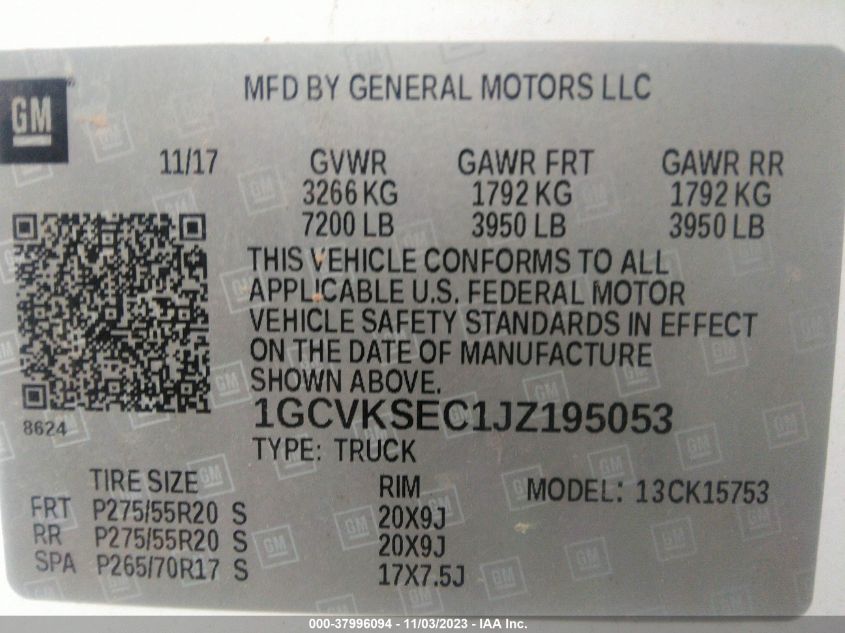 GM
MFD BY GENERAL MOTORS LLC
11/17 GVWR GAWR FRT GAWR RR
3266 KG 1792 KG 1792 KG
7200 LB 3950 LB 3950 LB
THIS VEHICLE CONFORMS TO ALL
APPLICABLE U.S. FEDERAL MOTOR
VEHICLE SAFETY STANDARDS IN EFFECT
ON THE DATE OF MANUFACTURE
SHOWN ABOVE.
8624
1GCVKSEC1JZ195053
TYPE: TRUCK
TIRE SIZE RIM MODEL: 13CK15753
FRT P275/55R20 S 20X9J
RR P275/55R20 S 20X9J
SPA P265/70R17 S 17X7.5J
000-37996094 - 11/03/2023 - IAA Inc.